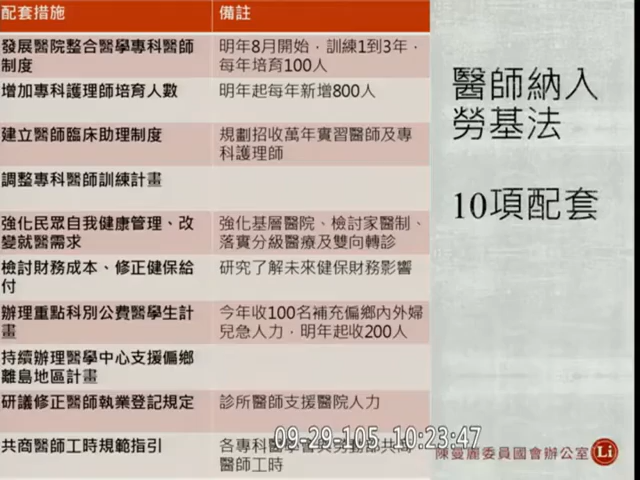 配套措施 備註
發展醫院整合醫學專科醫師 明年8月開始，訓練1到3年，
制度 每年培育100人
增加專科護理師培育人數 明年起每年新增800人
建立醫師臨床助理制度 規劃招收萬年實習醫師及專
科護理師
調整專科醫師訓練計畫
強化民眾自我健康管理、改 強化基層醫院、檢討家醫制、
變就醫需求 落實分級醫療及雙向轉診
檢討財務成本、修正健保給 研究了解未來健保財務影響
付
辦理重點科別公費醫學生計 今年收100名補充偏鄉內外婦
畫 兒急人力，明年起收200人
持續辦理醫學中心支援偏鄉
離島地區計畫
研議修正醫師執業登記規定 診所醫師支援醫院人力
共商醫師工時規範指引 各專科醫學會與勞動部共商
醫師工時
醫師納入
勞基法
10項配套
09-29-105 10:23:47
陳曼麗委員國會辦公室 Li